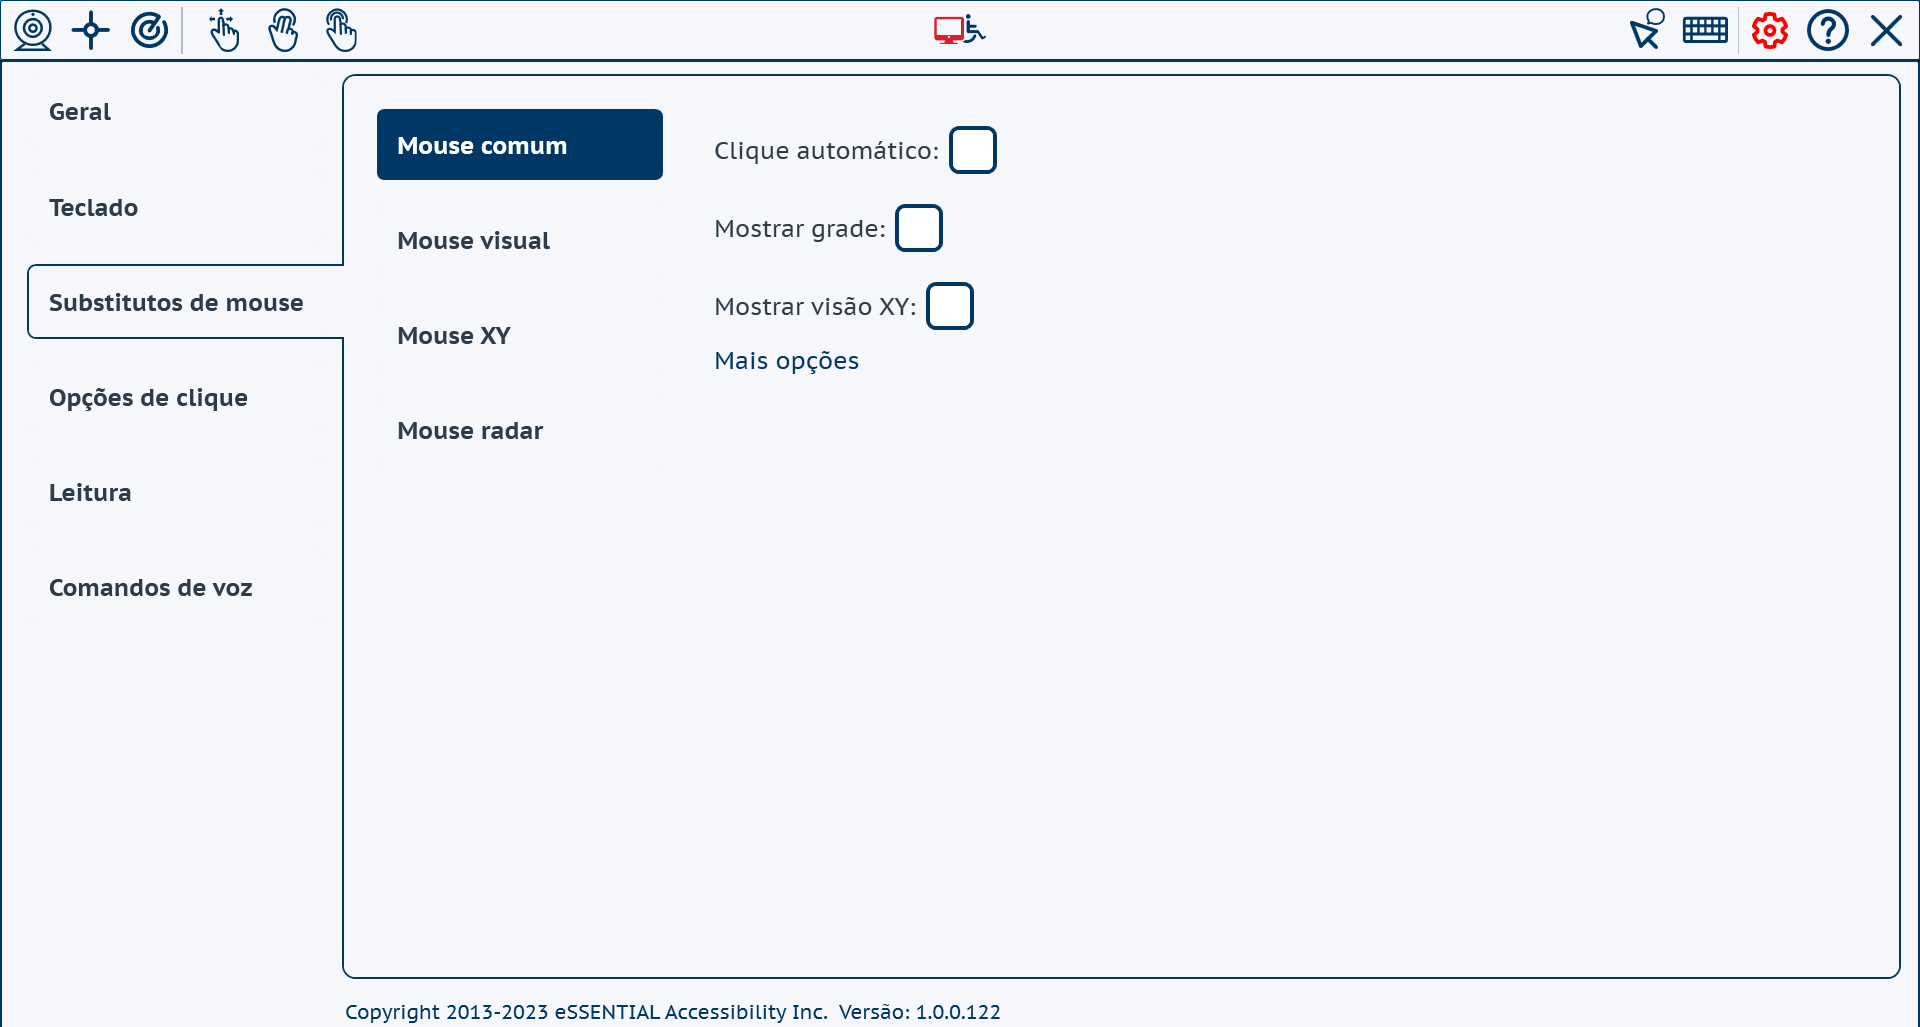 Geral
Teclado
Substitutos de mouse
Opções de clique
Leitura
Comandos de voz
Mouse comum
Mouse visual
Mouse XY
Mouse radar
Clique automático:
Mostrar grade:
Mostrar visão XY:
Mais opções
Copyright 2013-2023 eSSENTIAL Accessibility Inc. Versão: 1.0.0.122